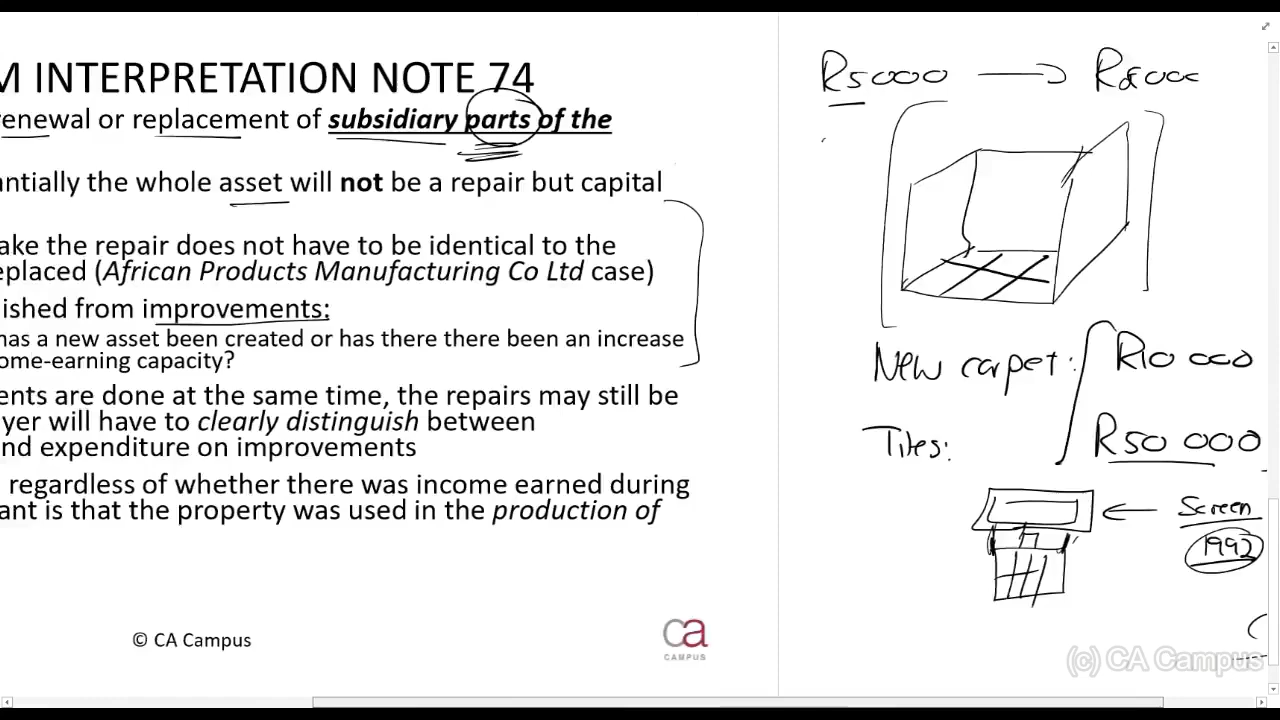 M INTERPRETATION NOTE 74
renewal or replacement of subsidiary parts of the
antially the whole asset will not be a repair but capital
ake the repair does not have to be identical to the
eplaced (African Products Manufacturing Co Ltd case)
ished from improvements:
has a new asset been created or has there there been an increase
ome-earning capacity?
ents are done at the same time, the repairs may still be
yer will have to clearly distinguish between
nd expenditure on improvements
regardless of whether there was income earned during
ant is that the property was used in the production of
© CA Campus
ca
CAMPUS
R5000
New carpet: R10 000
Tiles: R50 000
Screen
1992
(c) CA Campus